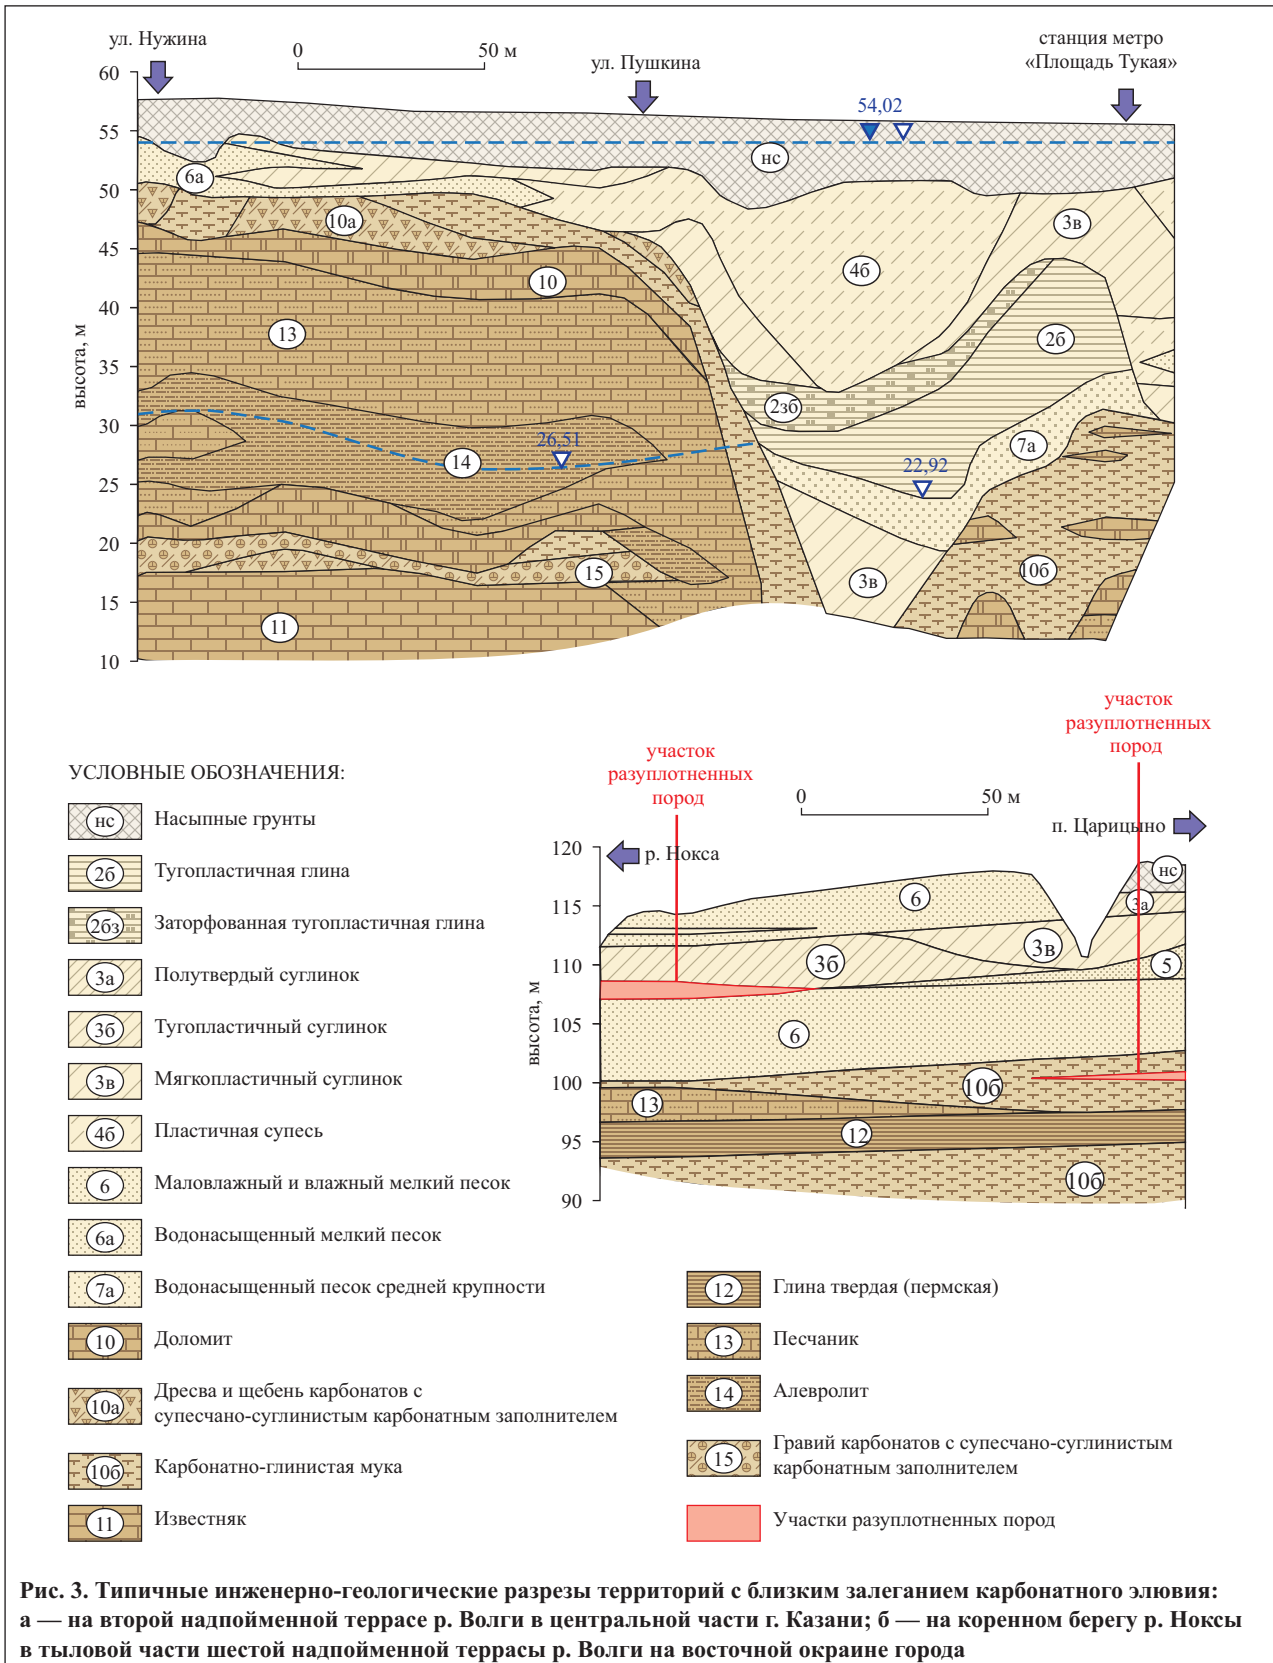 ул. Нужина
0
50 м
ул. Пушкина
станция метро
«Площадь Тукая»
60
55
50
45
40
35
30
25
20
15
10
высота, м
54,02
нс
6а
10а
3в
4б
10
13
2б
2зб
26,51
14
7а
22,92
15
3в
10б
11
участок
разуплотненных
пород
участок
разуплотненных
пород
0
50 м
р. Нокса
п. Царицыно
120
115
110
105
100
95
90
высота, м
нс
3а
6
3в
3б
5
6
10б
13
12
10б
УСЛОВНЫЕ ОБОЗНАЧЕНИЯ:
нс Насыпные грунты
2б Тугопластичная глина
2бз Заторфованная тугопластичная глина
3а Полутвердый суглинок
3б Тугопластичный суглинок
3в Мягкопластичный суглинок
4б Пластичная супесь
6 Маловлажный и влажный мелкий песок
6а Водонасыщенный мелкий песок
7а Водонасыщенный песок средней крупности
10 Доломит
10а Дресва и щебень карбонатов с
супесчано-суглинистым карбонатным заполнителем
10б Карбонатно-глинистая мука
11 Известняк
12 Глина твердая (пермская)
13 Песчаник
14 Алевролит
15 Гравий карбонатов с супесчано-суглинистым
карбонатным заполнителем
Участки разуплотненных пород
Рис. 3. Типичные инженерно-геологические разрезы территорий с близким залеганием карбонатного элювия:
а — на второй надпойменной террасе р. Волги в центральной части г. Казани; б — на коренном берегу р. Ноксы
в тыловой части шестой надпойменной террасы р. Волги на восточной окраине города